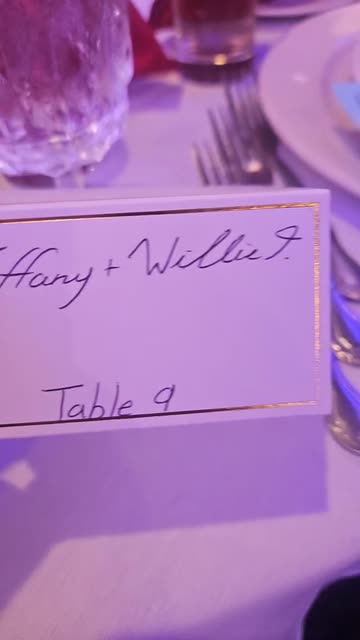 ffany + Willie J.
Table 9